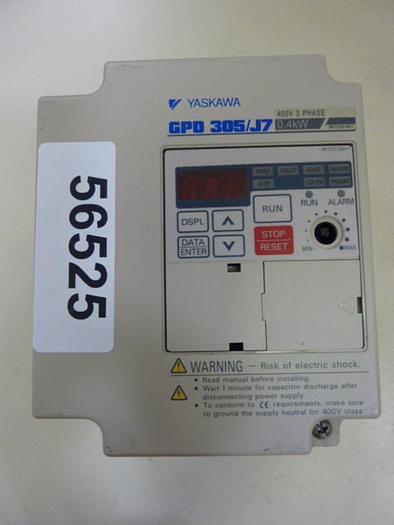 YASKAWA
GPD 305/J7
400V 3 PHASE
0.4kW
56525
FREF
FOUT
IOUT
MNTR
F/R
LO/RE
PRGM
DSPL
RUN
RUN
ALARM
DATA
ENTER
STOP
RESET
MIN
MAX
WARNING – Risk of electric shock.
• Read manual before installing.
• Wait 1 minute for capacitor discharge after
disconnecting power supply.
• To conform to CE requirements, make sure
to ground the supply neutral for 400V class.